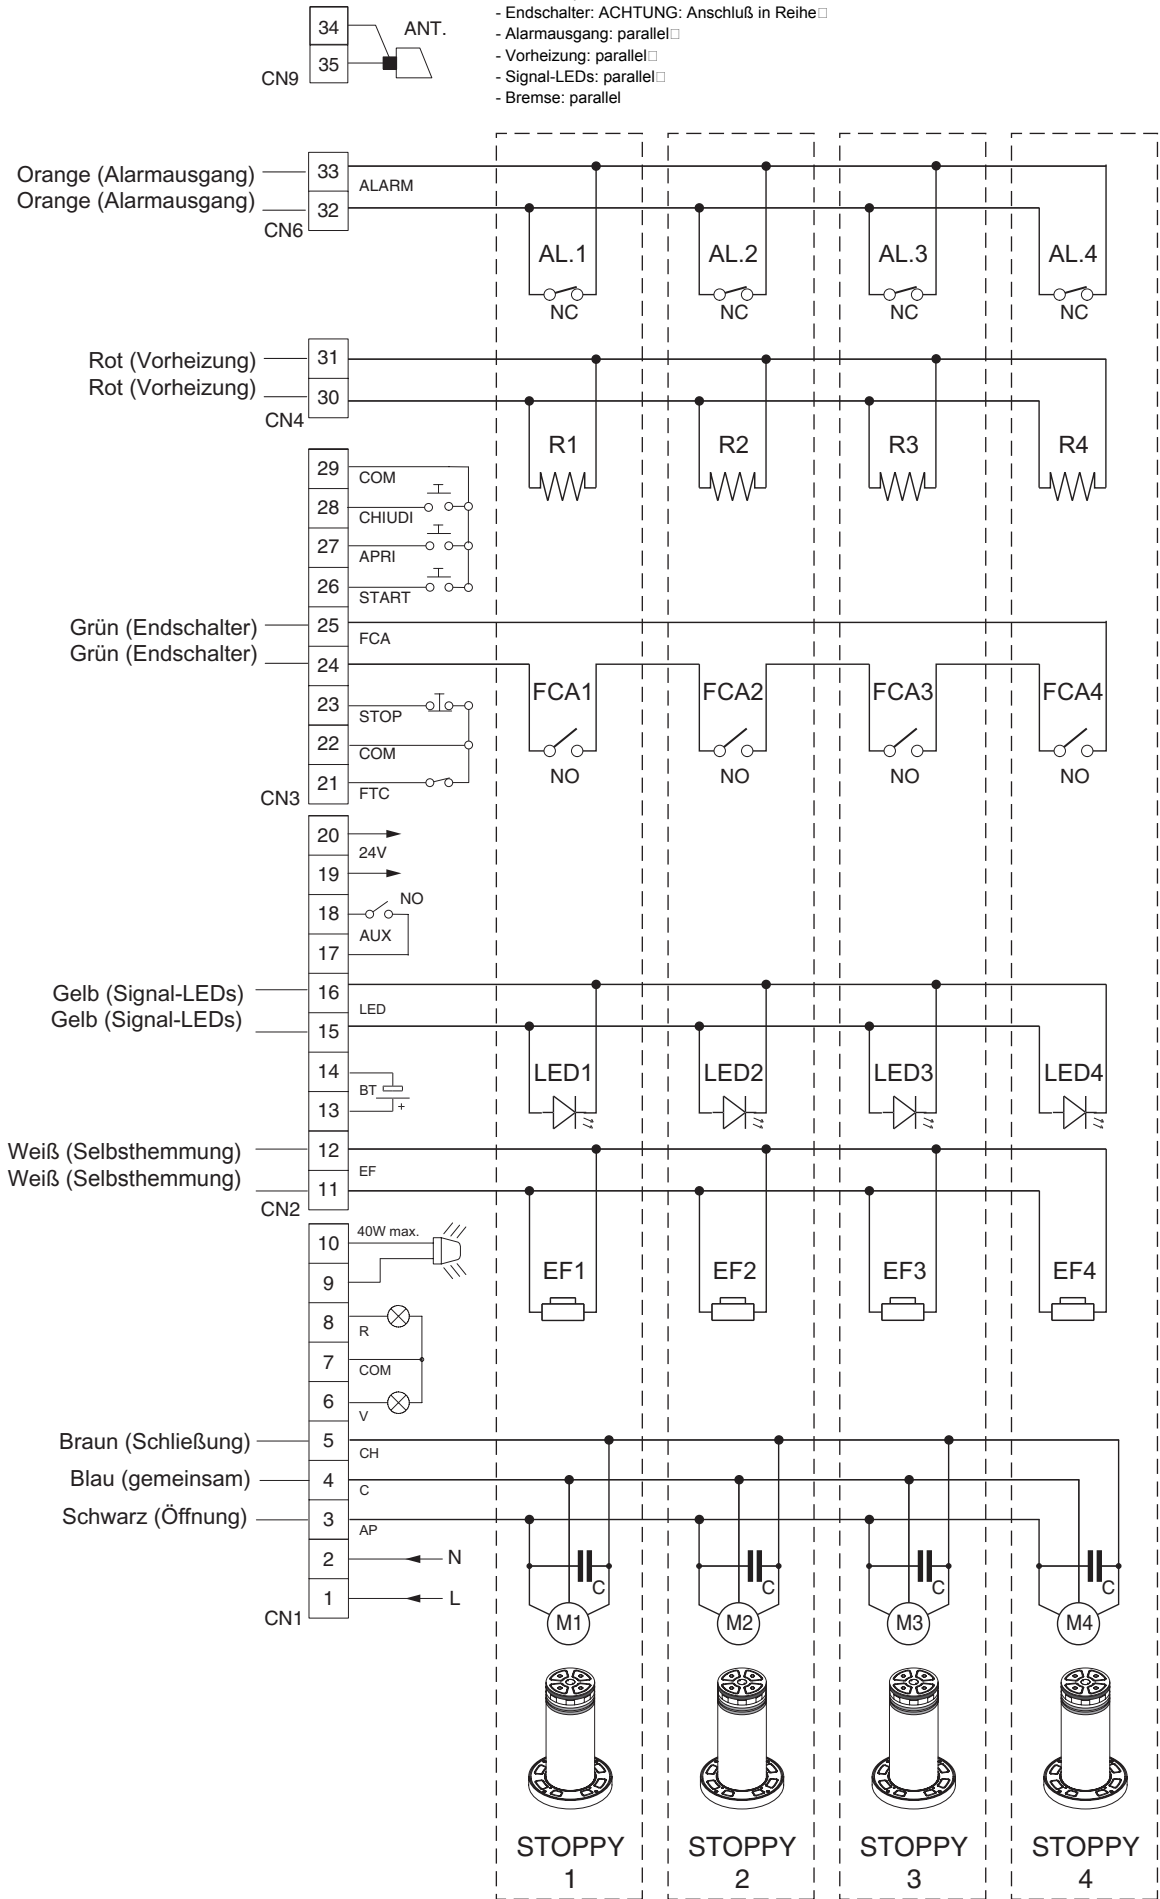 - Endschalter: ACHTUNG: Anschluß in Reihe
- Alarmausgang: parallel
- Vorheizung: parallel
- Signal-LEDs: parallel
- Bremse: parallel
34
ANT.
35
CN9
Orange (Alarmausgang)
33
ALARM
Orange (Alarmausgang)
32
CN6
AL.1 AL.2 AL.3 AL.4
NC NC NC NC
Rot (Vorheizung)
31
Rot (Vorheizung)
30
CN4
R1 R2 R3 R4
29
COM
28
CHIUDI
27
APRI
26
START
Grün (Endschalter)
25
FCA
Grün (Endschalter)
24
FCA1 FCA2 FCA3 FCA4
NO NO NO NO
23
STOP
22
COM
21
FTC
CN3
20
24V
19
18
NO
AUX
17
Gelb (Signal-LEDs)
16
LED
Gelb (Signal-LEDs)
15
LED1 LED2 LED3 LED4
14
BT
+
13
Weiß (Selbsthemmung)
12
EF
Weiß (Selbsthemmung)
11
CN2
10
40W max.
9
EF1 EF2 EF3 EF4
8
R
7
COM
6
V
Braun (Schließung)
5
CH
Blau (gemeinsam)
4
C
Schwarz (Öffnung)
3
AP
2
N
1
L
CN1
C C C C
M1 M2 M3 M4
STOPPY STOPPY STOPPY STOPPY
1 2 3 4